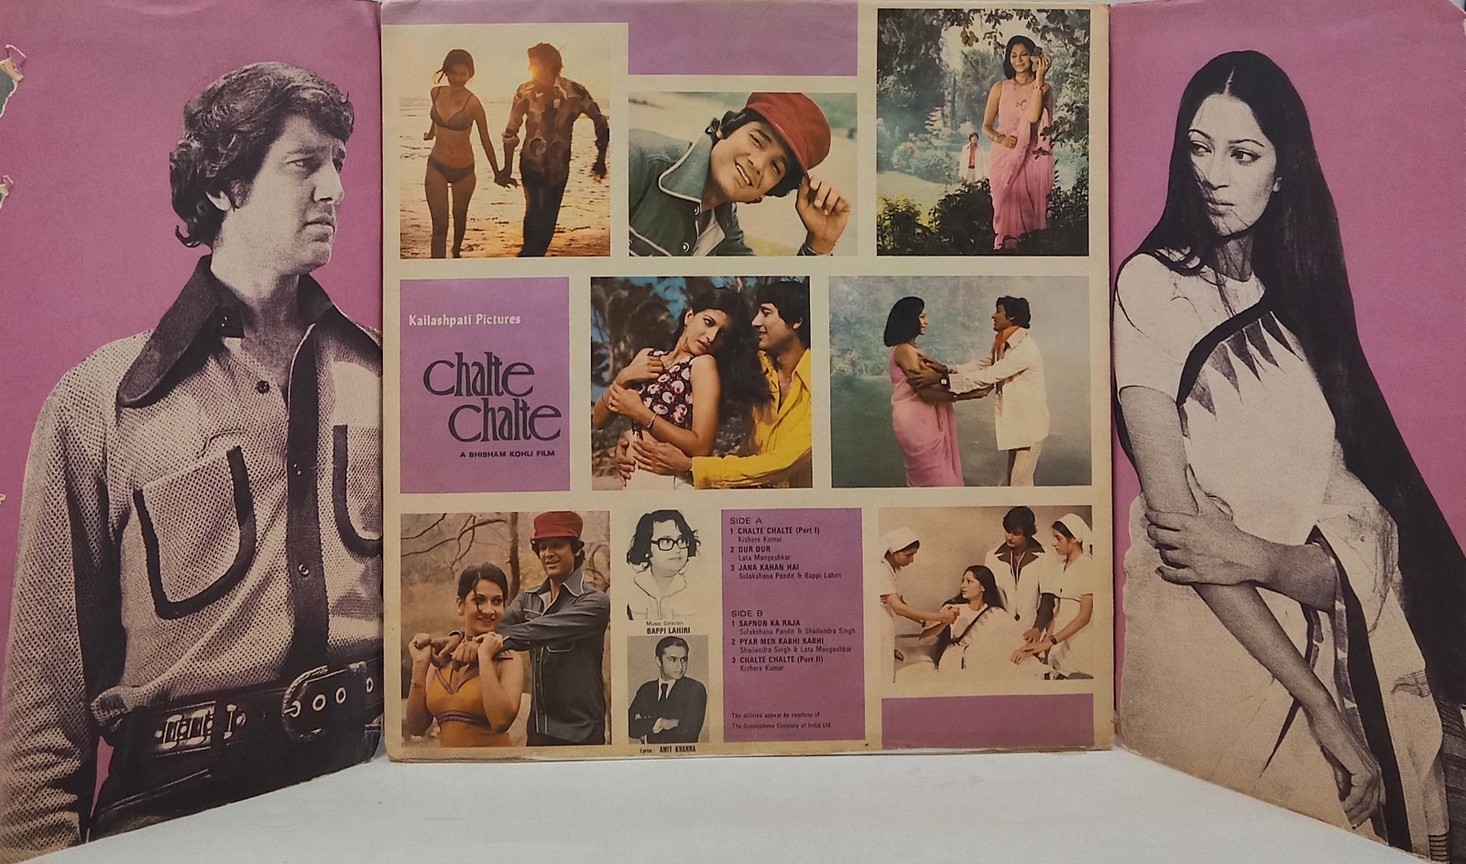 Kailashpati Pictures
Chalte
Chalte
A BHISHAM KOHLI FILM
Music Director
BAPPI LAHIRI
Lyrics : AMIT KHANNA
SIDE A
1 CHALTE CHALTE (Part I)
Kishore Kumar
2 DUR DUR
Lata Mangeshkar
3 JANA KAHAN HAI
Sulakshana Pandit & Bappi Lahiri
SIDE B
1 SAPNON KA RAJA
Sulakshana Pandit & Shailendra Singh
2 PYAR MEN KABHI KABHI
Shailendra Singh & Lata Mangeshkar
3 CHALTE CHALTE (Part II)
Kishore Kumar
The artistes appear by courtesy of
The Gramophone Company of India Ltd.